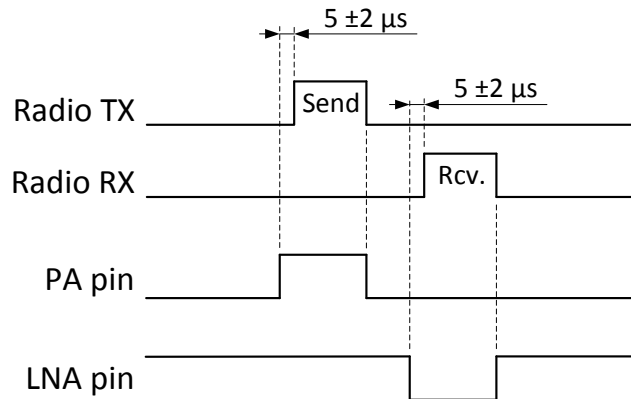 5 ±2 µs
Radio TX
Send
5 ±2 µs
Radio RX
Rcv.
PA pin
LNA pin